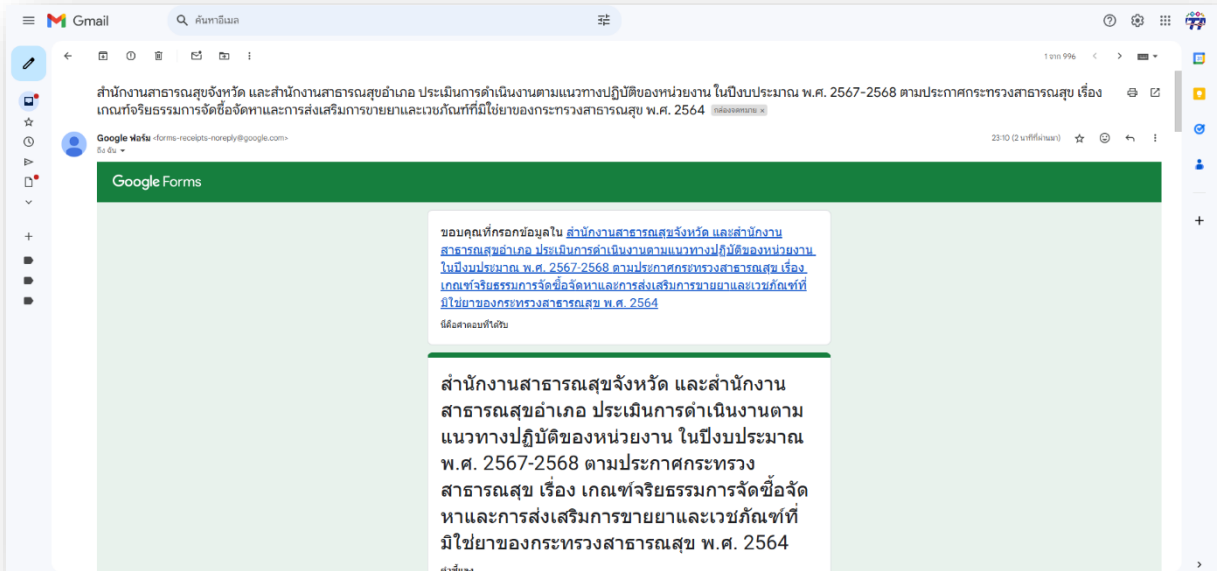 Gmail
ค้นหาอีเมล
1 จาก 996
สำนักงานสาธารณสุขจังหวัด และสำนักงานสาธารณสุขอำเภอ ประเมินการดำเนินงานตามแนวทางปฏิบัติของหน่วยงาน ในปีงบประมาณ พ.ศ. 2567-2568 ตามประกาศกระทรวงสาธารณสุข เรื่อง
เกณฑ์จริยธรรมการจัดซื้อจัดหาและการส่งเสริมการขายยาและเวชภัณฑ์ที่มิใช่ยาของกระทรวงสาธารณสุข พ.ศ. 2564 กล่องจดหมาย x
Google ฟอร์ม <forms-receipts-noreply@google.com>
23:10 (2 นาทีที่ผ่านมา)
ถึง ฉัน
Google Forms
ขอบคุณที่กรอกข้อมูลใน สำนักงานสาธารณสุขจังหวัด และสำนักงาน
สาธารณสุขอำเภอ ประเมินการดำเนินงานตามแนวทางปฏิบัติของหน่วยงาน
ในปีงบประมาณ พ.ศ. 2567-2568 ตามประกาศกระทรวงสาธารณสุข เรื่อง
เกณฑ์จริยธรรมการจัดซื้อจัดหาและการส่งเสริมการขายยาและเวชภัณฑ์ที่
มิใช่ยาของกระทรวงสาธารณสุข พ.ศ. 2564
นี่คือคำตอบที่ได้รับ
สำนักงานสาธารณสุขจังหวัด และสำนักงาน
สาธารณสุขอำเภอ ประเมินการดำเนินงานตาม
แนวทางปฏิบัติของหน่วยงาน ในปีงบประมาณ
พ.ศ. 2567-2568 ตามประกาศกระทรวง
สาธารณสุข เรื่อง เกณฑ์จริยธรรมการจัดซื้อจัด
หาและการส่งเสริมการขายยาและเวชภัณฑ์ที่
มิใช่ยาของกระทรวงสาธารณสุข พ.ศ. 2564